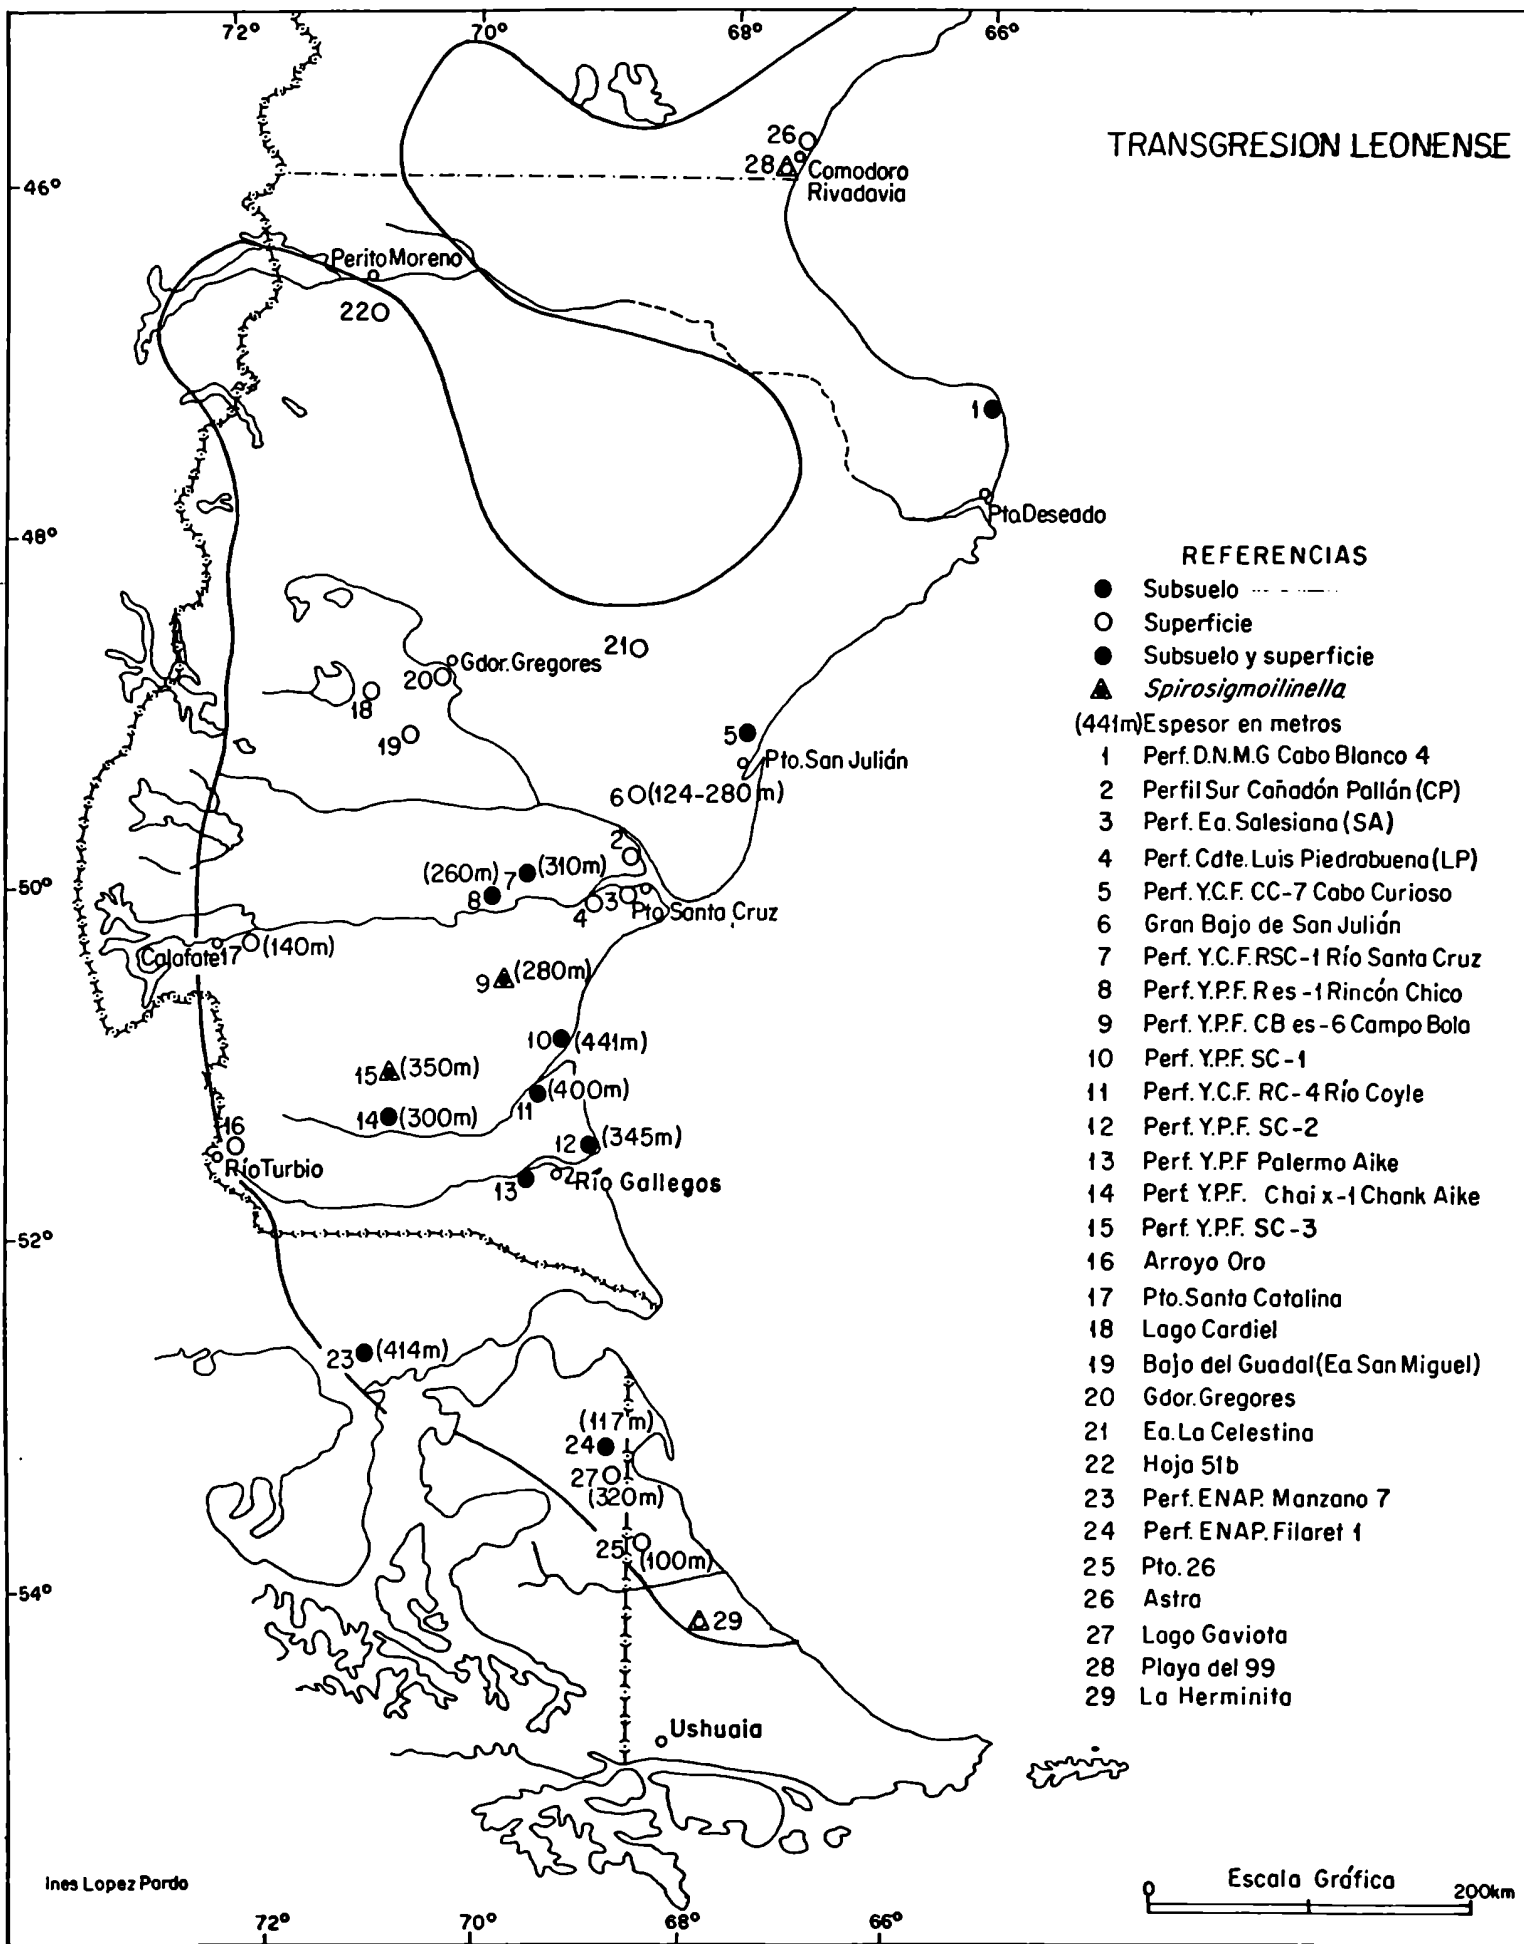 72°
70°
68°
66°
TRANSGRESION LEONENSE
26
28
Comodoro
Rivadavia
46°
Perito Moreno
22
1
Pto Deseado
48°
REFERENCIAS
Subsuelo
Superficie
Subsuelo y superficie
Spirosigmoilinella
(441m) Espesor en metros
1 Perf. D.N.M.G Cabo Blanco 4
2 Perfil Sur Cañadón Pallán (CP)
3 Perf. Ea. Salesiana (SA)
4 Perf. Cdte. Luis Piedrabuena (LP)
5 Perf. Y.C.F. CC-7 Cabo Curioso
6 Gran Bajo de San Julián
7 Perf. Y.C.F. RSC-1 Río Santa Cruz
8 Perf. Y.P.F. Res-1 Rincón Chico
9 Perf. Y.P.F. CB es-6 Campo Bola
10 Perf. Y.P.F. SC-1
11 Perf. Y.C.F. RC-4 Río Coyle
12 Perf. Y.P.F. SC-2
13 Perf. Y.P.F Palermo Aike
14 Perf. Y.P.F. Chai x-1 Chank Aike
15 Perf. Y.P.F. SC-3
16 Arroyo Oro
17 Pto. Santa Catalina
18 Lago Cardiel
19 Bajo del Guadal (Ea San Miguel)
20 Gdor. Gregores
21 Ea. La Celestina
22 Hoja 51b
23 Perf. ENAP. Manzano 7
24 Perf. ENAP. Filaret 1
25 Pto. 26
26 Astra
27 Lago Gaviota
28 Playa del 99
29 La Herminita
21
Gdor. Gregores
20
18
19
5
Pto. San Julián
6 (124-280 m)
2
(260m)
7 (310m)
50°
8
4
3
Pto Santa Cruz
Calafate
17 (140m)
9 (280m)
10 (441m)
15 (350m)
11 (400m)
14 (300m)
16
12 (345m)
Río Turbio
13
Río Gallegos
52°
23 (414m)
(117m)
24
27
(320m)
25
(100m)
54°
29
Ushuaia
Ines Lopez Pardo
Escala Gráfica
0
200km
72°
70°
68°
66°